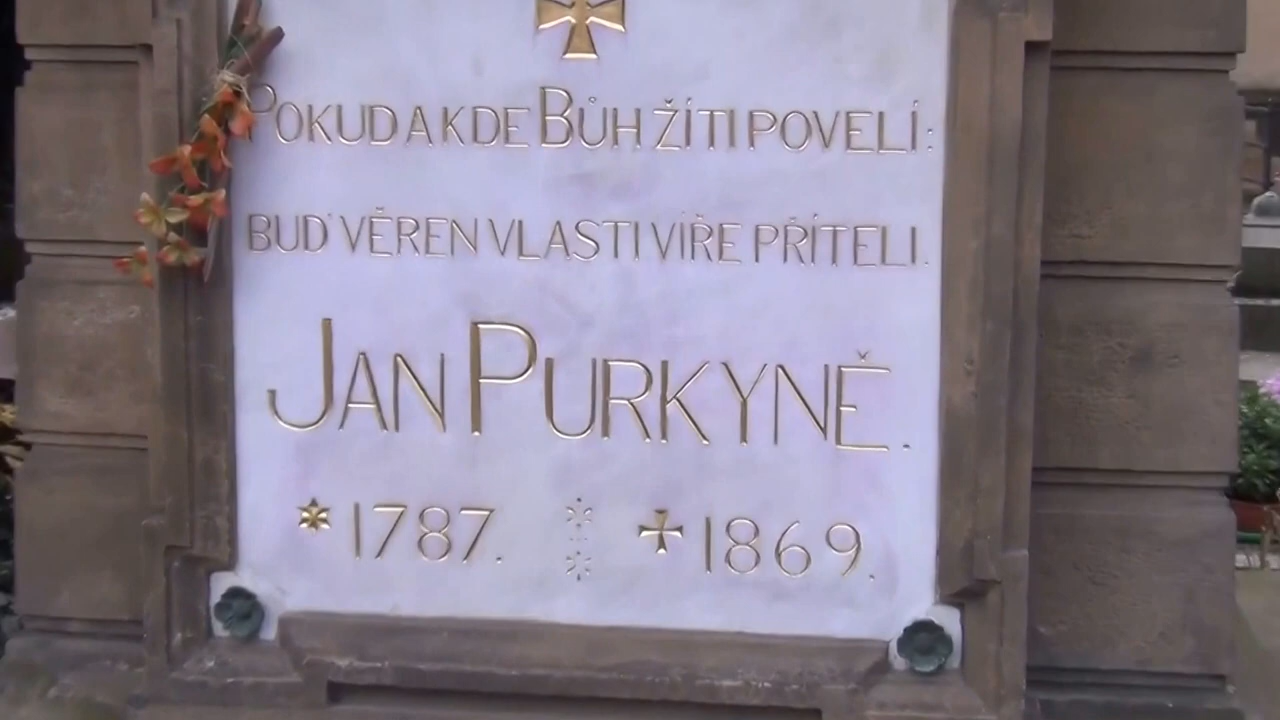 POKUD A KDE BŮH ŽÍTI POVELÍ:
BUĎ VĚREN VLASTI VÍŘE PŘÍTELI.
JAN PURKYNĚ.
* 1787. ✠ 1869.